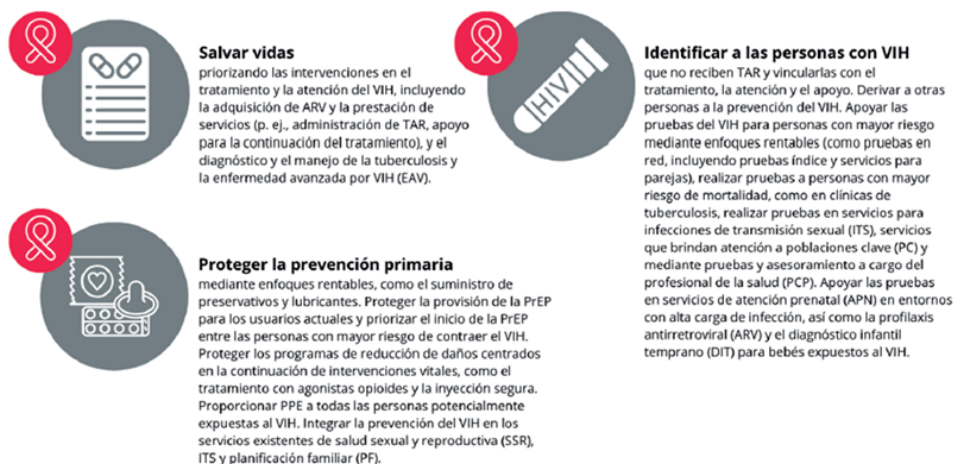 Salvar vidas
priorizando las intervenciones en el
tratamiento y la atención del VIH, incluyendo
la adquisición de ARV y la prestación de
servicios (p. ej., administración de TAR, apoyo
para la continuación del tratamiento), y el
diagnóstico y el manejo de la tuberculosis y
la enfermedad avanzada por VIH (EAV).
HIV
Identificar a las personas con VIH
que no reciben TAR y vincularlas con el
tratamiento, la atención y el apoyo. Derivar a otras
personas a la prevención del VIH. Apoyar las
pruebas del VIH para personas con mayor riesgo
mediante enfoques rentables (como pruebas en
red, incluyendo pruebas índice y servicios para
parejas), realizar pruebas a personas con mayor
riesgo de mortalidad, como en clínicas de
tuberculosis, realizar pruebas en servicios para
infecciones de transmisión sexual (ITS), servicios
que brindan atención a poblaciones clave (PC) y
mediante pruebas y asesoramiento a cargo del
profesional de la salud (PCP). Apoyar las pruebas
en servicios de atención prenatal (APN) en entornos
con alta carga de infección, así como la profilaxis
antirretroviral (ARV) y el diagnóstico infantil
temprano (DIT) para bebés expuestos al VIH.
Proteger la prevención primaria
mediante enfoques rentables, como el suministro de
preservativos y lubricantes. Proteger la provisión de la PrEP
para los usuarios actuales y priorizar el inicio de la PrEP
entre las personas con mayor riesgo de contraer el VIH.
Proteger los programas de reducción de daños centrados
en la continuación de intervenciones vitales, como el
tratamiento con agonistas opioides y la inyección segura.
Proporcionar PPE a todas las personas potencialmente
expuestas al VIH. Integrar la prevención del VIH en los
servicios existentes de salud sexual y reproductiva (SSR),
ITS y planificación familiar (PF).